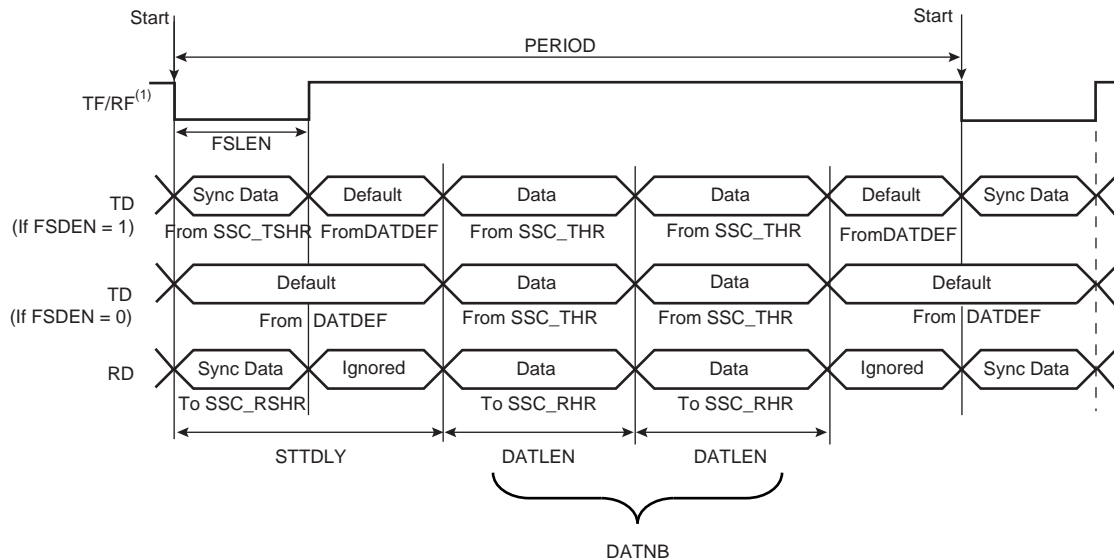 Start
Start
PERIOD
TF/RF(1)
FSLEN
TD
(If FSDEN = 1)
Sync Data
Default
Data
Data
Default
Sync Data
From SSC_TSHR
FromDATDEF
From SSC_THR
From SSC_THR
FromDATDEF
TD
(If FSDEN = 0)
Default
Data
Data
Default
From DATDEF
From SSC_THR
From SSC_THR
From DATDEF
RD
Sync Data
Ignored
Data
Data
Ignored
Sync Data
To SSC_RSHR
To SSC_RHR
To SSC_RHR
STTDLY
DATLEN
DATLEN
DATNB